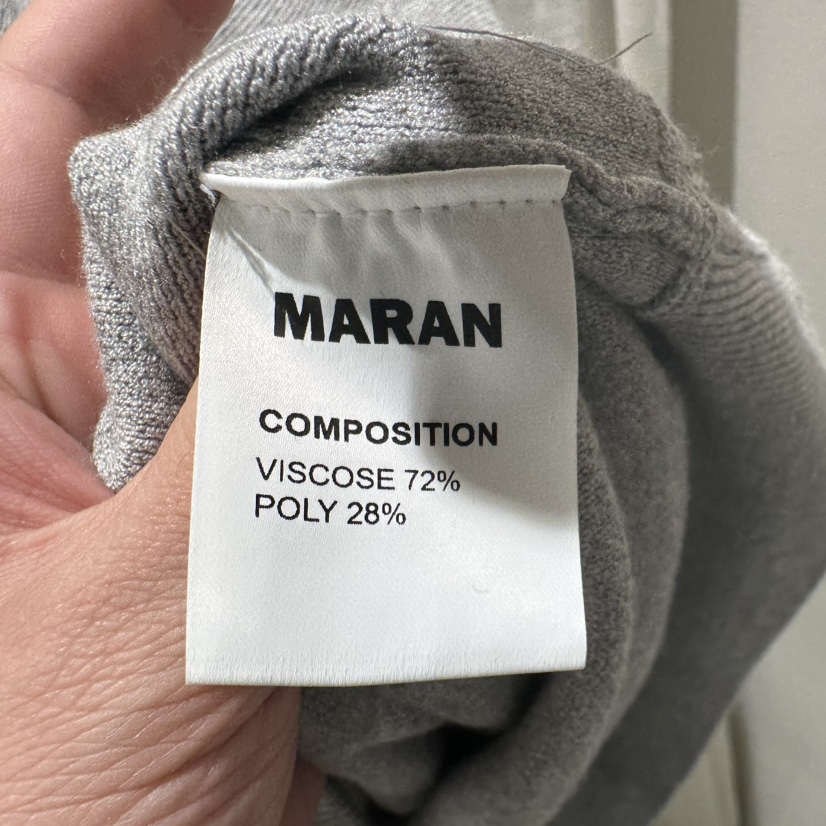 MARAN
COMPOSITION
VISCOSE 72%
POLY 28%